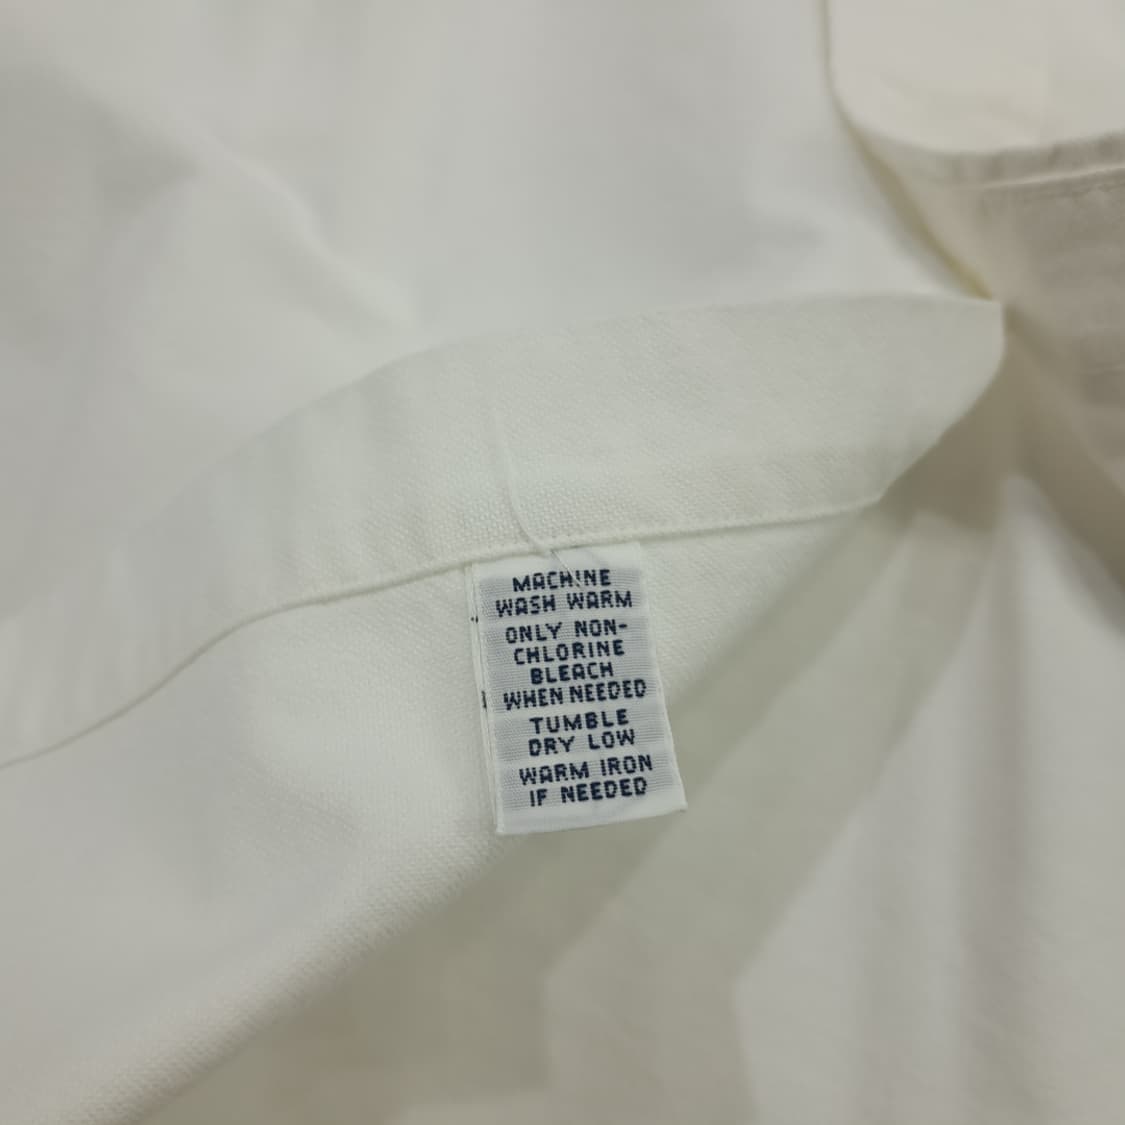 MACHINE
WASH WARM
ONLY NON-
CHLORINE
BLEACH
WHEN NEEDED
TUMBLE
DRY LOW
WARM IRON
IF NEEDED